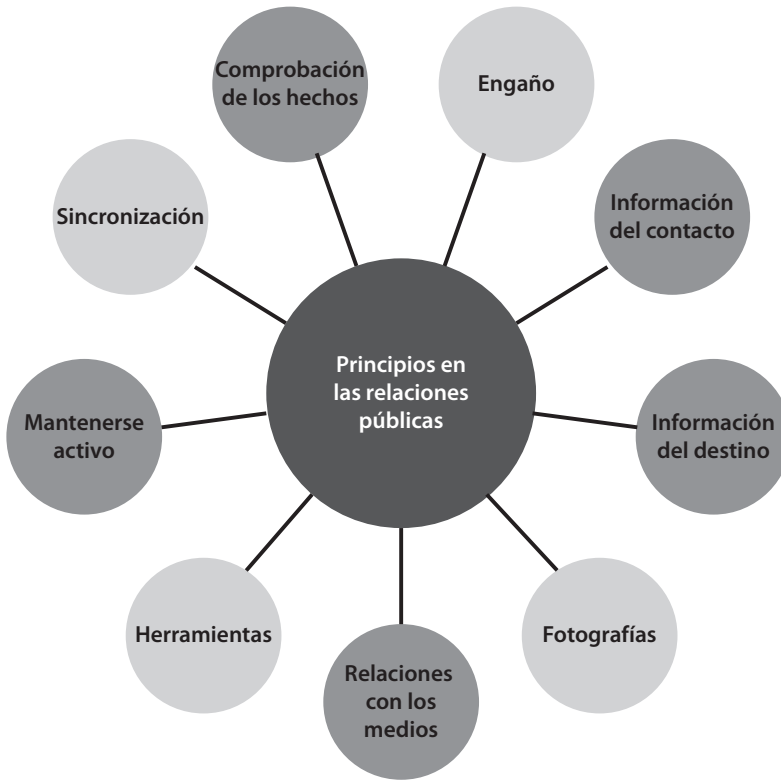 Principios en
las relaciones
públicas
Comprobación
de los hechos
Engaño
Información
del contacto
Información
del destino
Fotografías
Relaciones
con los
medios
Herramientas
Mantenerse
activo
Sincronización